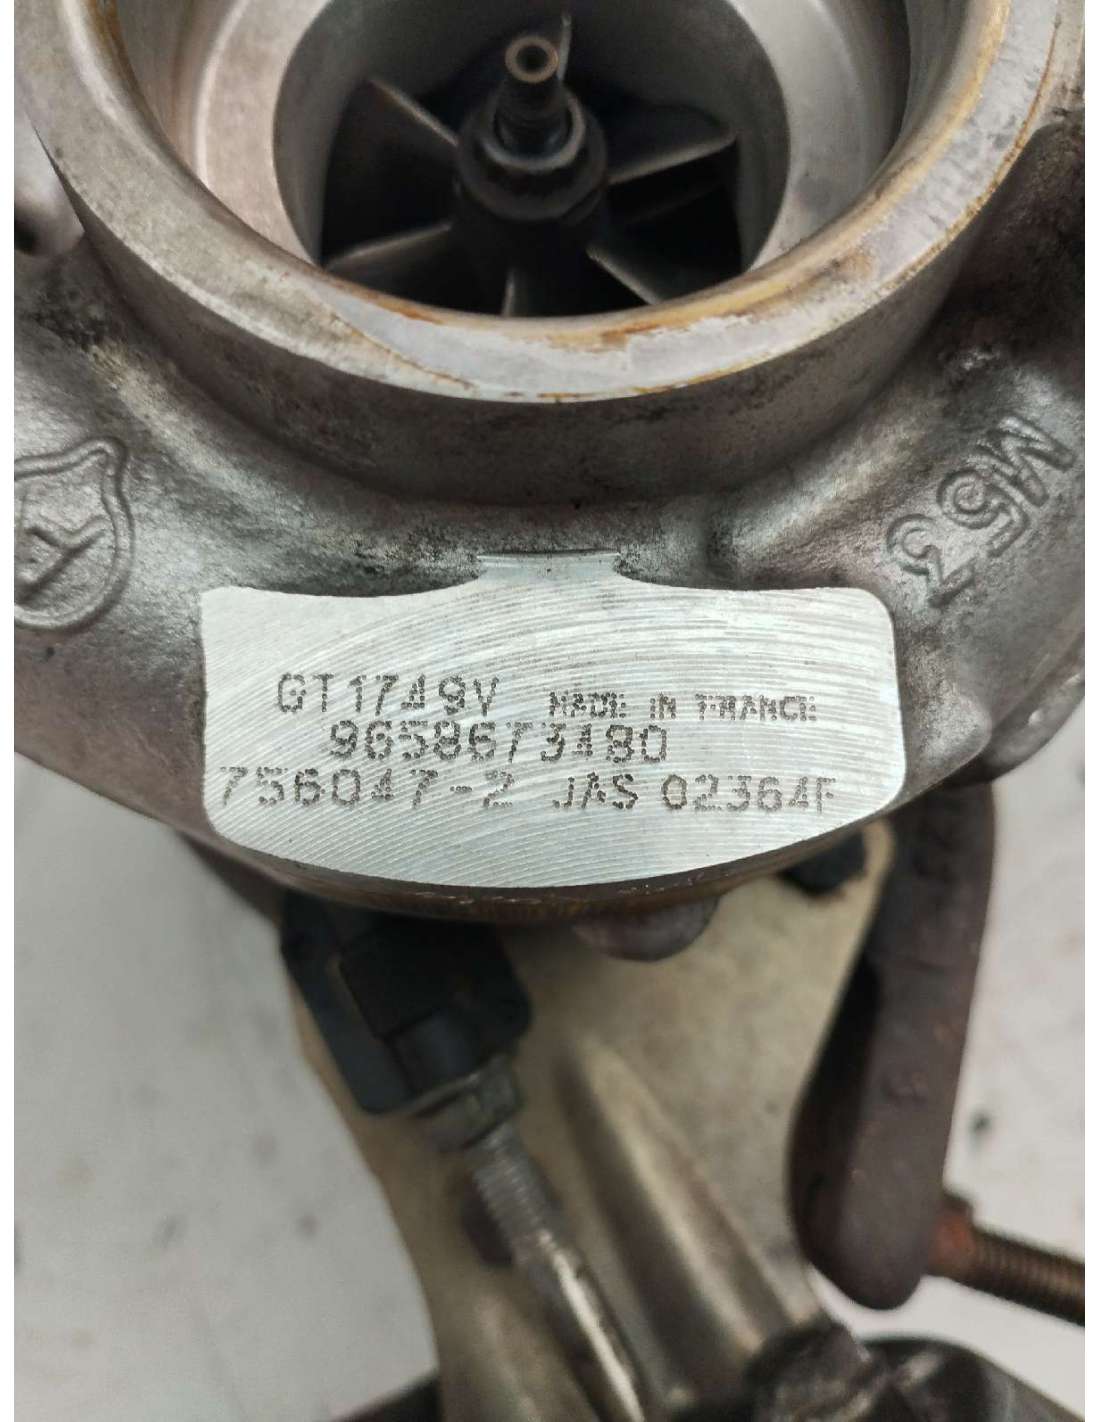 M53
GT1749V MADE IN FRANCE
9658673480
756047-2 JAS 02364F